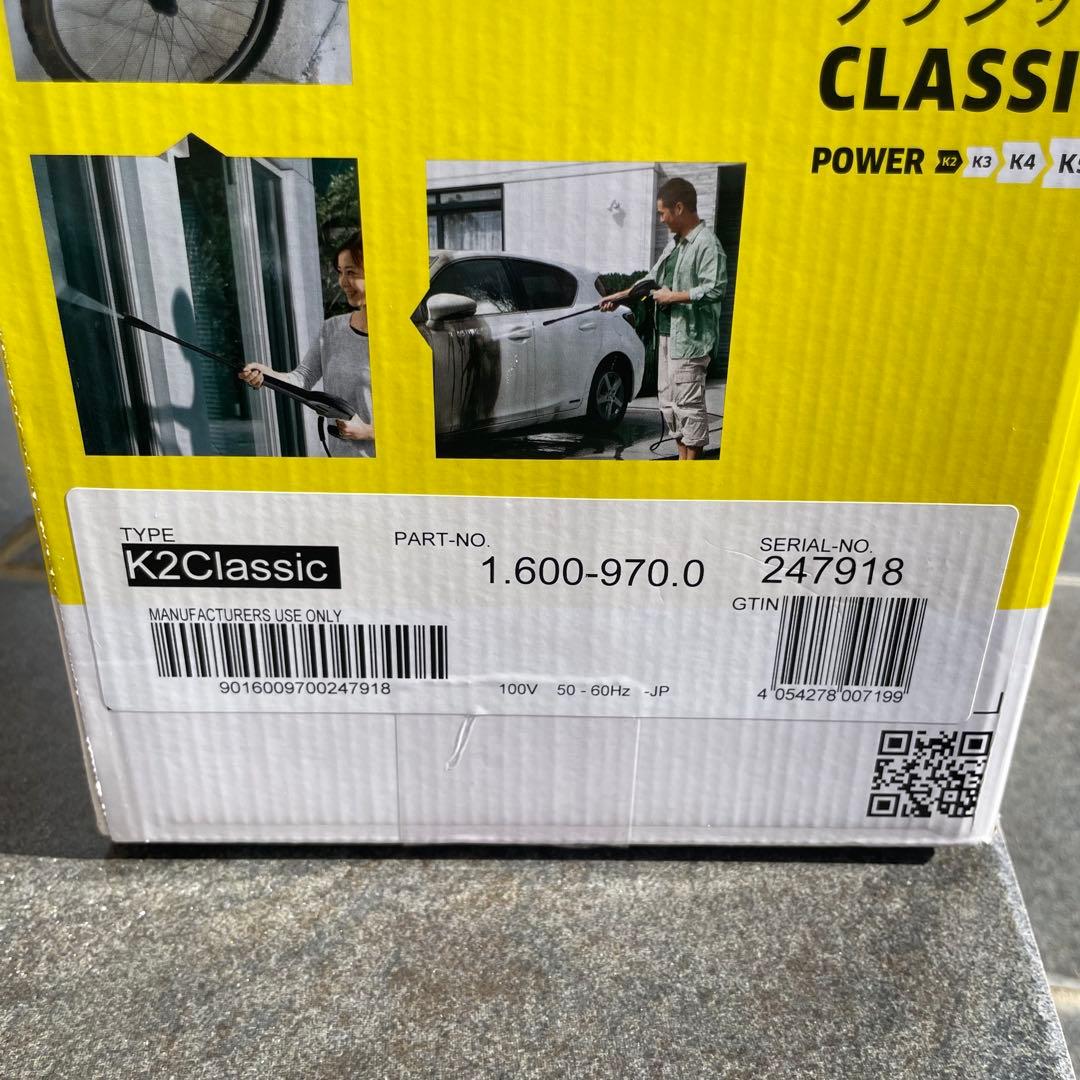 CLASSI
POWER K2 K3 K4 K5
TYPE
K2Classic
PART-NO.
1.600-970.0
SERIAL-NO.
247918
MANUFACTURERS USE ONLY
9016009700247918
100V 50 - 60Hz -JP
GTIN
4 054278 007199